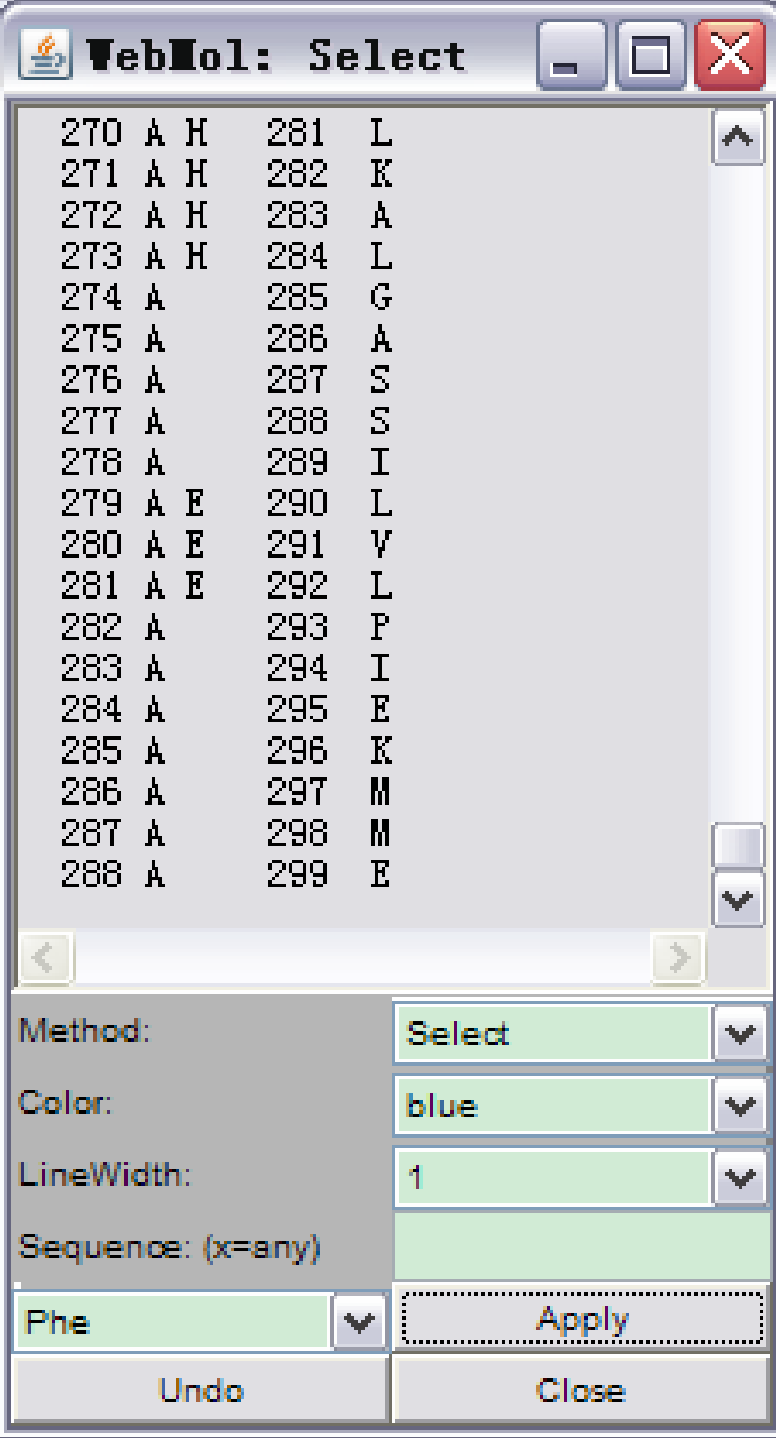 WebMol: Select
270 A H 281 L
271 A H 282 K
272 A H 283 A
273 A H 284 L
274 A 285 G
275 A 286 A
276 A 287 S
277 A 288 S
278 A 289 I
279 A E 290 L
280 A E 291 V
281 A E 292 L
282 A 293 P
283 A 294 I
284 A 295 E
285 A 296 K
286 A 297 M
287 A 298 M
288 A 299 E
Method: Select
Color: blue
LineWidth: 1
Sequence: (x=any)
Phe Apply
Undo Close